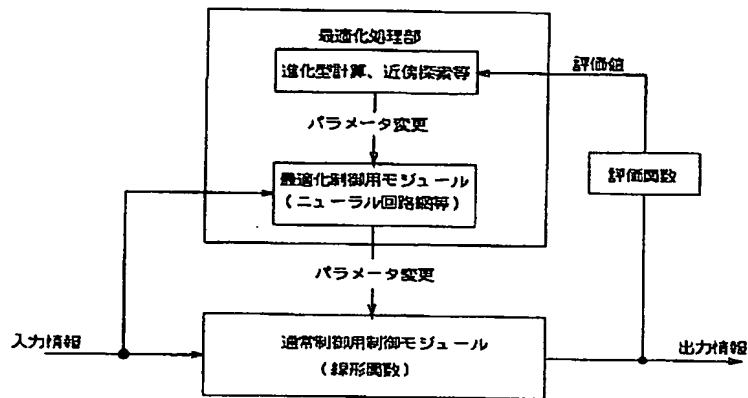 最適化処理部
進化型計算、近傍探索等
評価値
パラメータ変更
評価関数
最適化制御用モジュール
(ニューラル回路網等)
パラメータ変更
入力情報
通常制御用制御モジュール
(線形関数)
出力情報